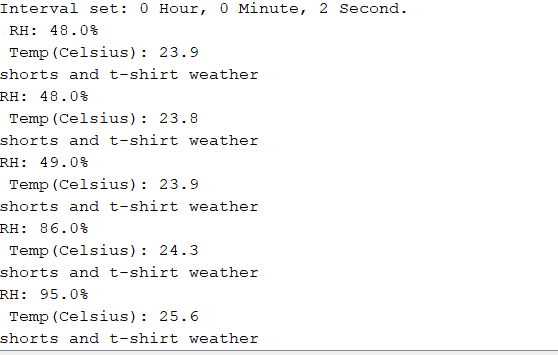 Interval set: 0 Hour, 0 Minute, 2 Second.
 RH: 48.0%
 Temp(Celsius): 23.9
shorts and t-shirt weather
RH: 48.0%
 Temp(Celsius): 23.8
shorts and t-shirt weather
RH: 49.0%
 Temp(Celsius): 23.9
shorts and t-shirt weather
RH: 86.0%
 Temp(Celsius): 24.3
shorts and t-shirt weather
RH: 95.0%
 Temp(Celsius): 25.6
shorts and t-shirt weather